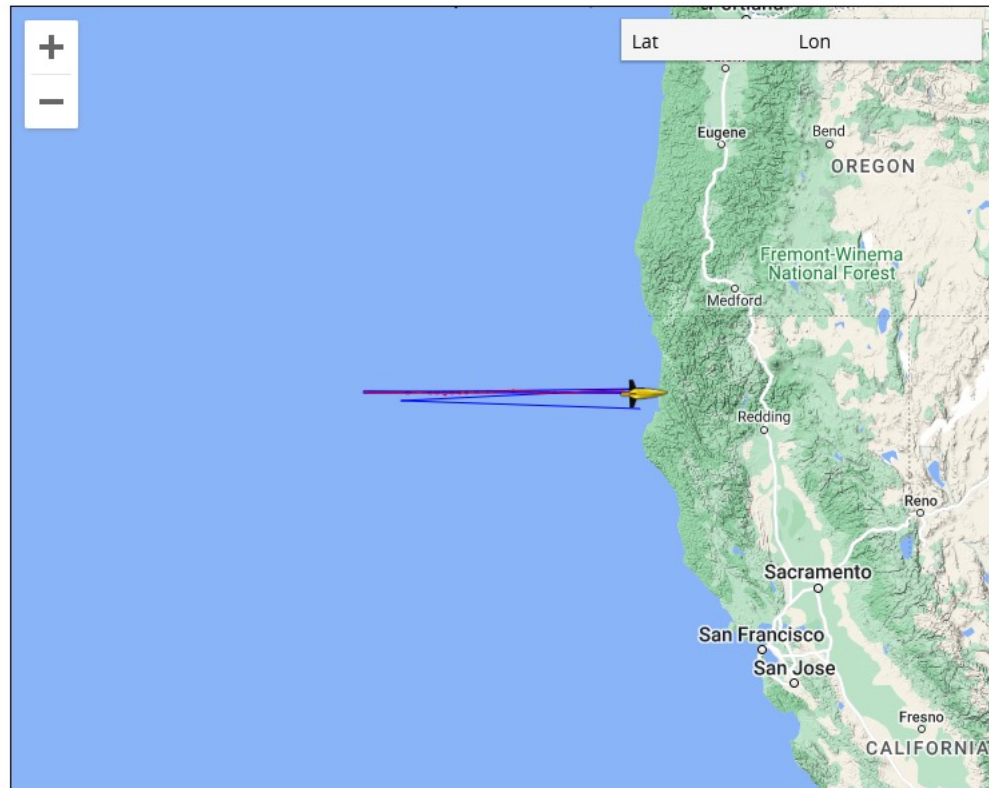 +
Lat Lon
−
Eugene
Bend
OREGON
Fremont-Winema
National Forest
Medford
Redding
Reno
Sacramento
San Francisco
San Jose
Fresno
CALIFORNIA